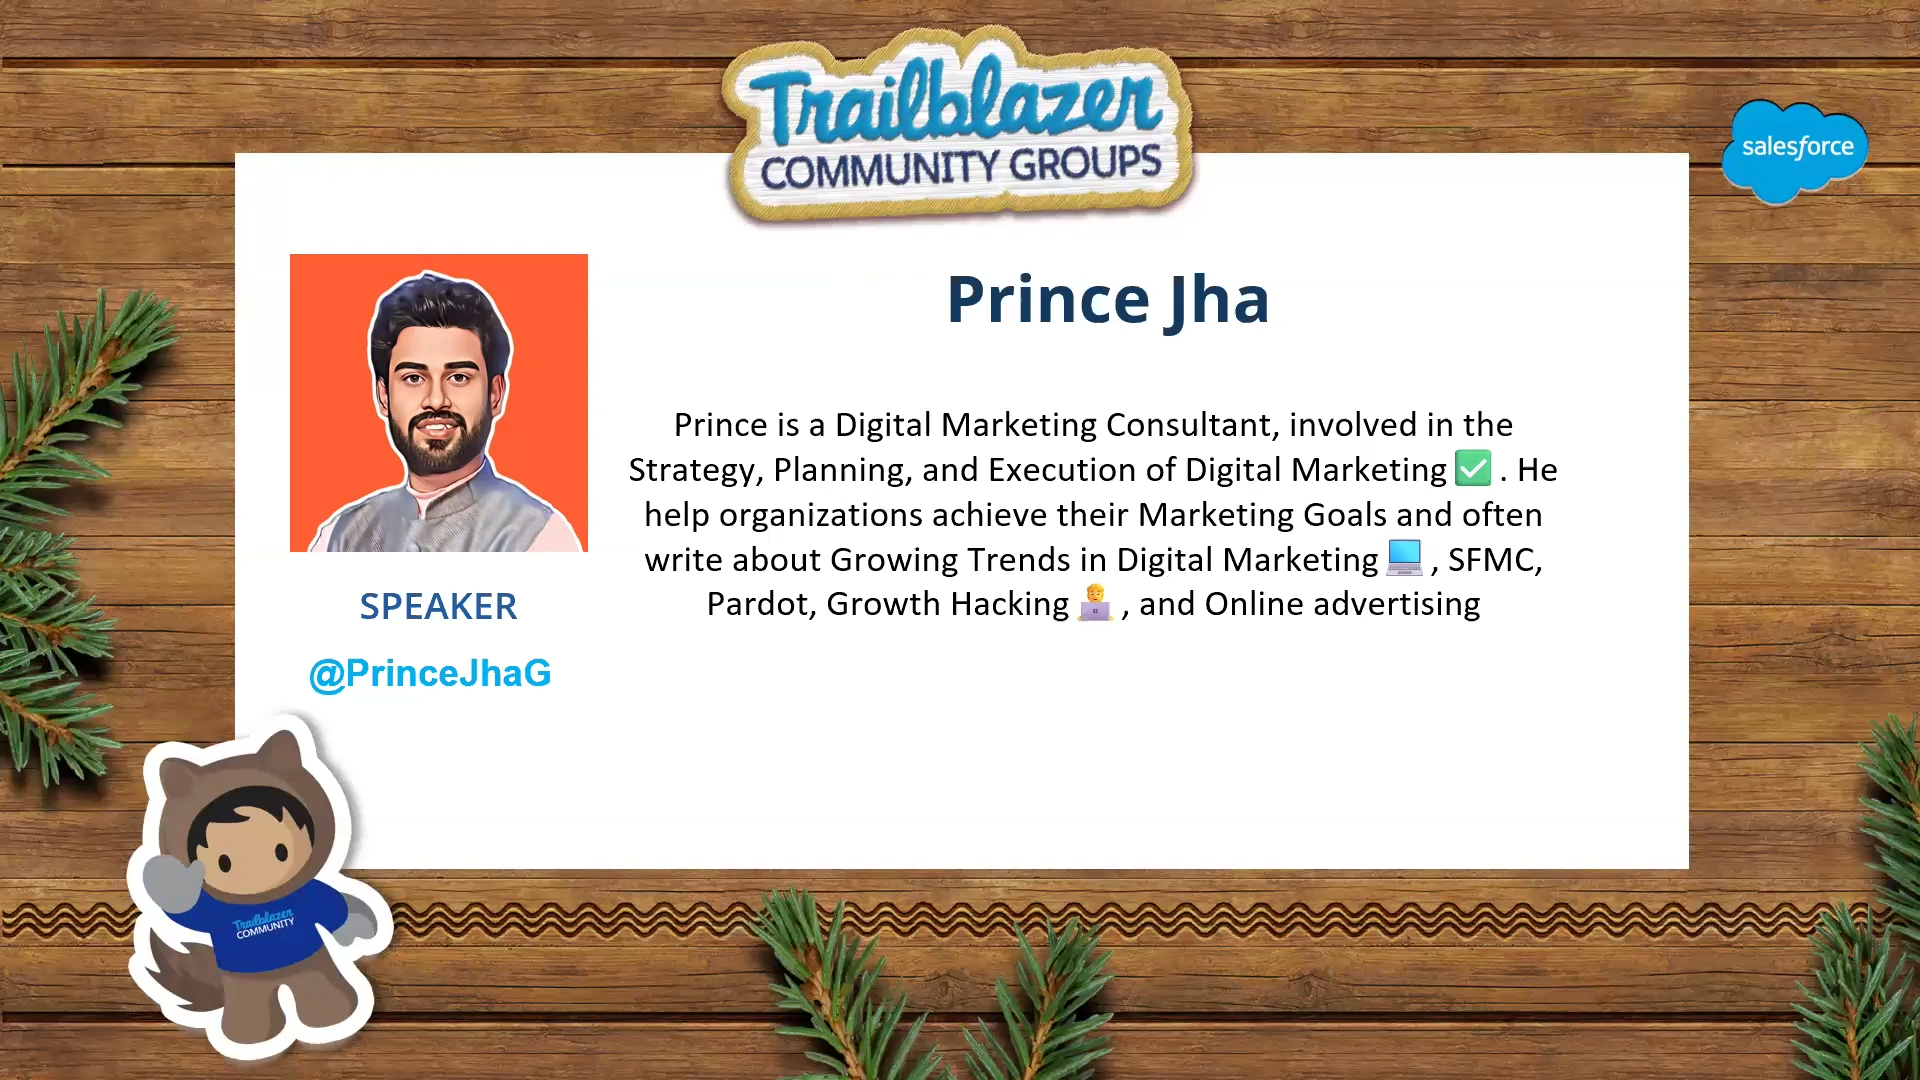 Trailblazer
COMMUNITY GROUPS
salesforce
Prince Jha
Prince is a Digital Marketing Consultant, involved in the
Strategy, Planning, and Execution of Digital Marketing ✅ . He
help organizations achieve their Marketing Goals and often
write about Growing Trends in Digital Marketing 💻 , SFMC,
Pardot, Growth Hacking 🧑‍💻 , and Online advertising
SPEAKER
@PrinceJhaG
Trailblazer
COMMUNITY